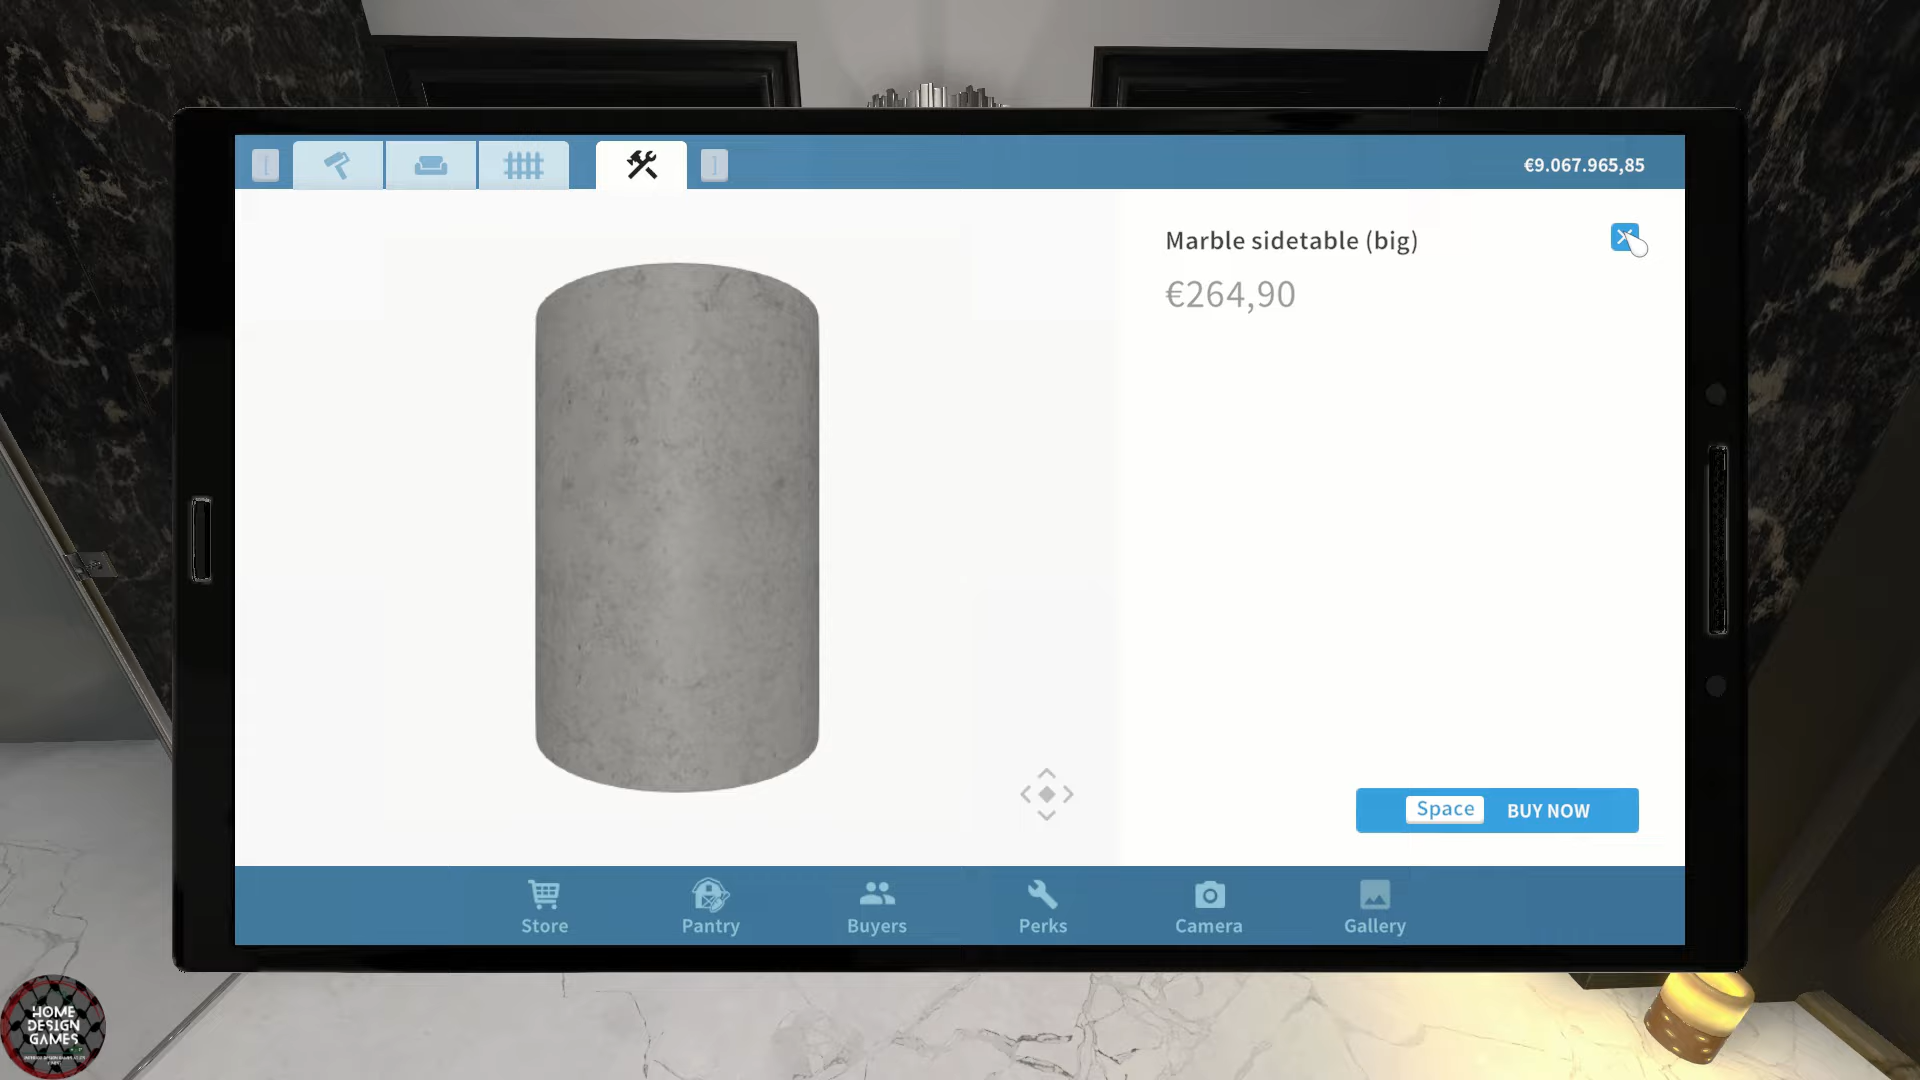 [
]
€9.067.965,85
Marble sidetable (big)
€264,90
Space BUY NOW
Store
Pantry
Buyers
Perks
Camera
Gallery
HOME
DESIGN
GAMES